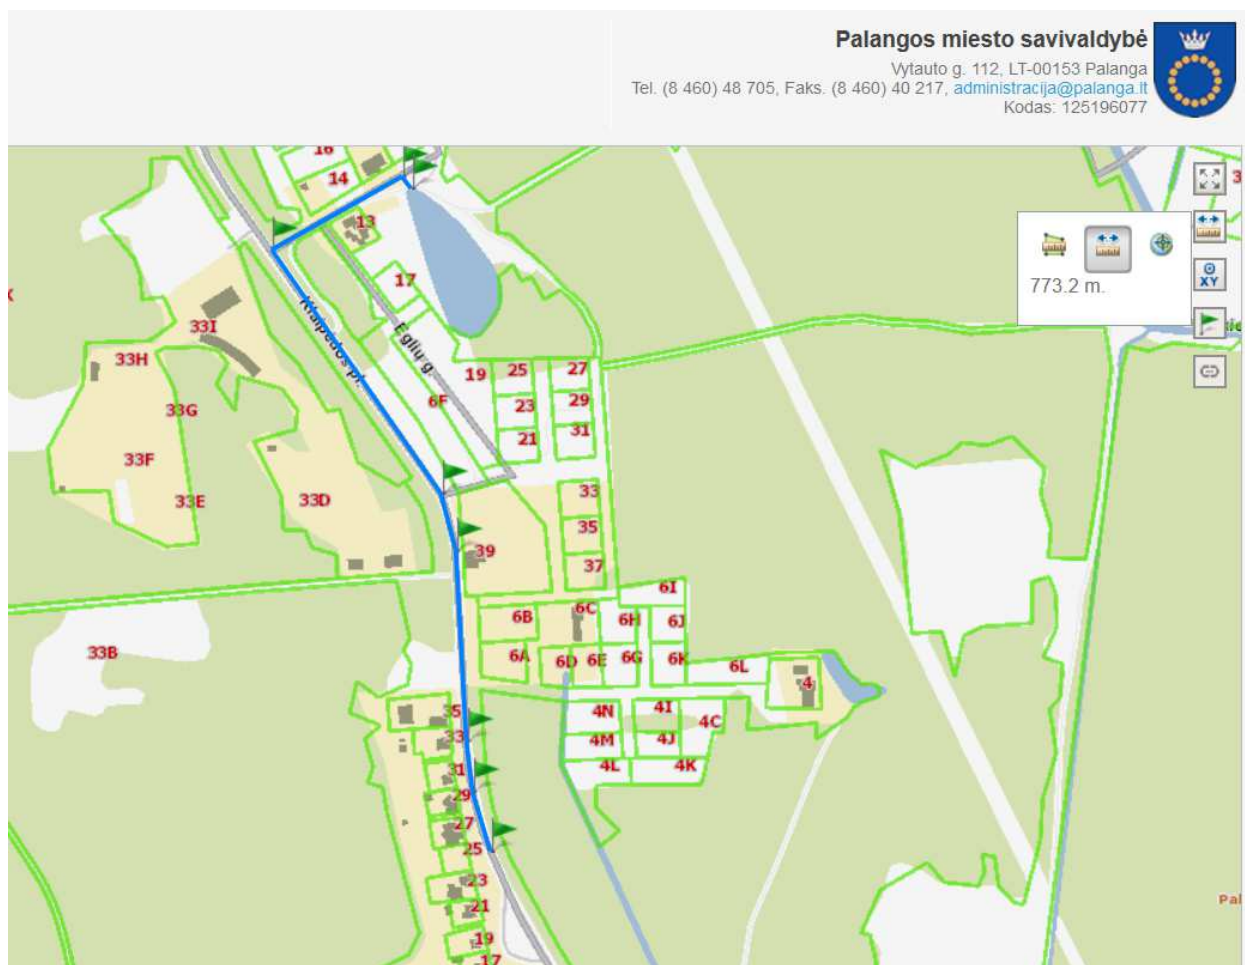 Palangos miesto savivaldybė
Vytauto g. 112, LT-00153 Palanga
Tel. (8 460) 48 705, Faks. (8 460) 40 217, administracija@palanga.lt
Kodas: 125196077
16
14
3
13
773.2 m.
XY
17
Klaipėdos pl.
Eglių g.
33I
33H
19
25
27
6F
23
29
33G
21
31
33F
33E
33D
33
35
39
37
6I
6B
6C
6H
6J
33B
6A
6D
6E
6G
6K
6L
4
35
4N
4I
4C
33
4M
4J
31
4L
4K
29
27
25
23
21
Pal
19
17